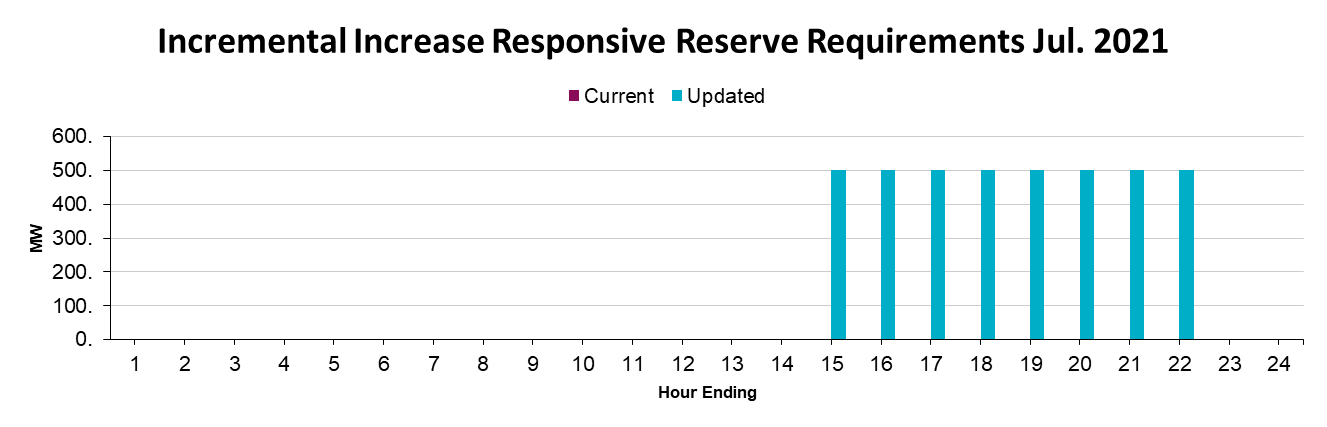 Incremental Increase Responsive Reserve Requirements Jul. 2021
Current Updated
600.
500.
400.
300.
200.
100.
0.
MW
1 2 3 4 5 6 7 8 9 10 11 12 13 14 15 16 17 18 19 20 21 22 23 24
Hour Ending